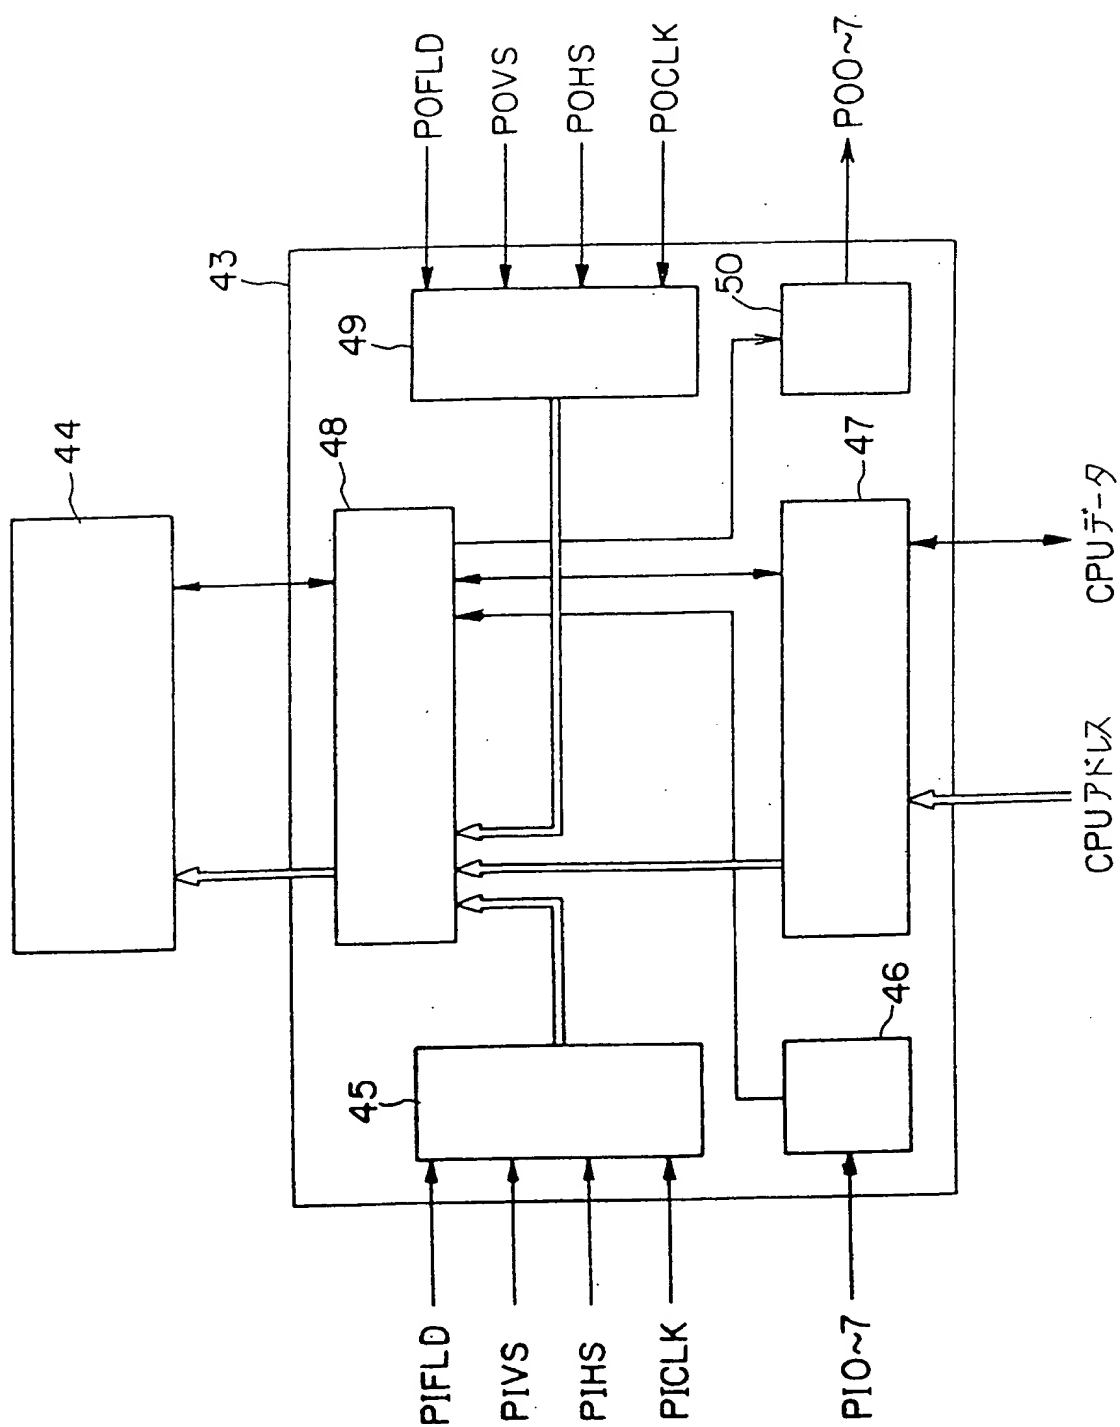 44
43
48
49
45
46
47
50
PIFLD
PIVS
PIHS
PICLK
PI0~7
POFLD
POVS
POHS
POCLK
PO0~7
CPUアドレス
CPUデータ